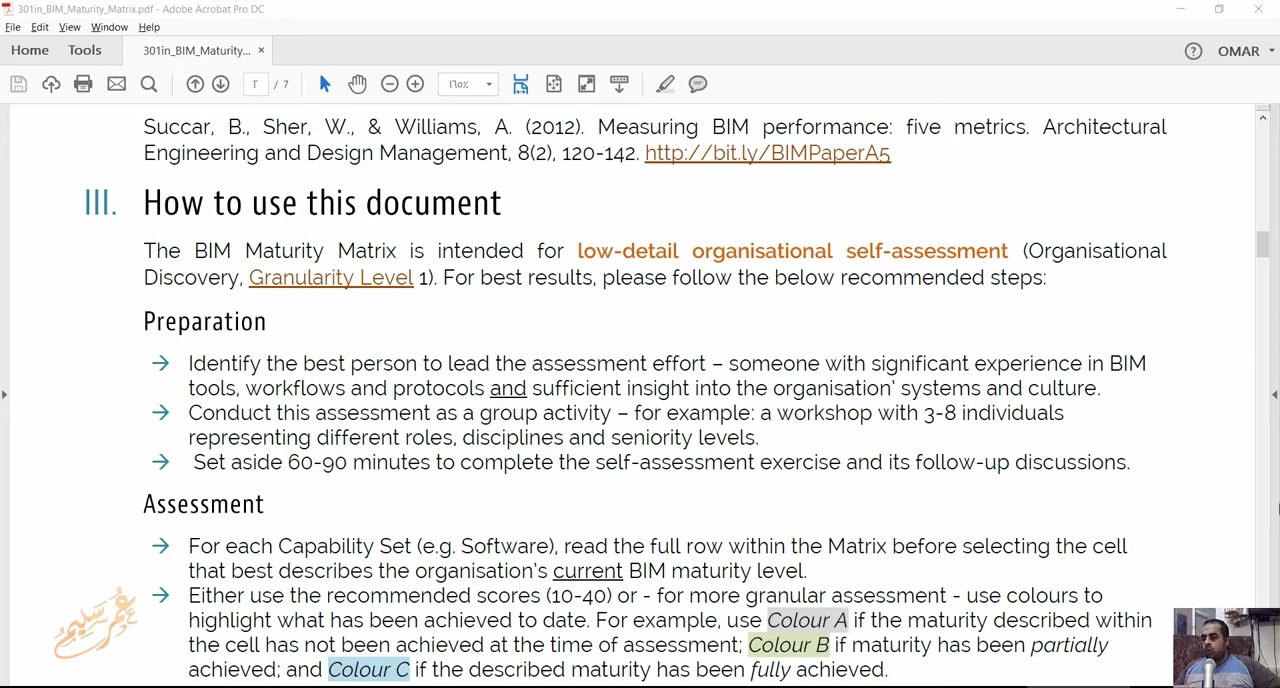 301in_BIM_Maturity_Matrix.pdf - Adobe Acrobat Pro DC
File Edit View Window Help
Home Tools 301in_BIM_Maturity... × OMAR
٢ / 7 ١٦٥%
Succar, B., Sher, W., & Williams, A. (2012). Measuring BIM performance: five metrics. Architectural
Engineering and Design Management, 8(2), 120-142. http://bit.ly/BIMPaperA5
III. How to use this document
The BIM Maturity Matrix is intended for low-detail organisational self-assessment (Organisational
Discovery, Granularity Level 1). For best results, please follow the below recommended steps:
Preparation
→ Identify the best person to lead the assessment effort – someone with significant experience in BIM
tools, workflows and protocols and sufficient insight into the organisation' systems and culture.
→ Conduct this assessment as a group activity – for example: a workshop with 3-8 individuals
representing different roles, disciplines and seniority levels.
→ Set aside 60-90 minutes to complete the self-assessment exercise and its follow-up discussions.
Assessment
→ For each Capability Set (e.g. Software), read the full row within the Matrix before selecting the cell
that best describes the organisation's current BIM maturity level.
→ Either use the recommended scores (10-40) or - for more granular assessment - use colours to
highlight what has been achieved to date. For example, use Colour A if the maturity described within
the cell has not been achieved at the time of assessment; Colour B if maturity has been partially
achieved; and Colour C if the described maturity has been fully achieved.
عمر سليم